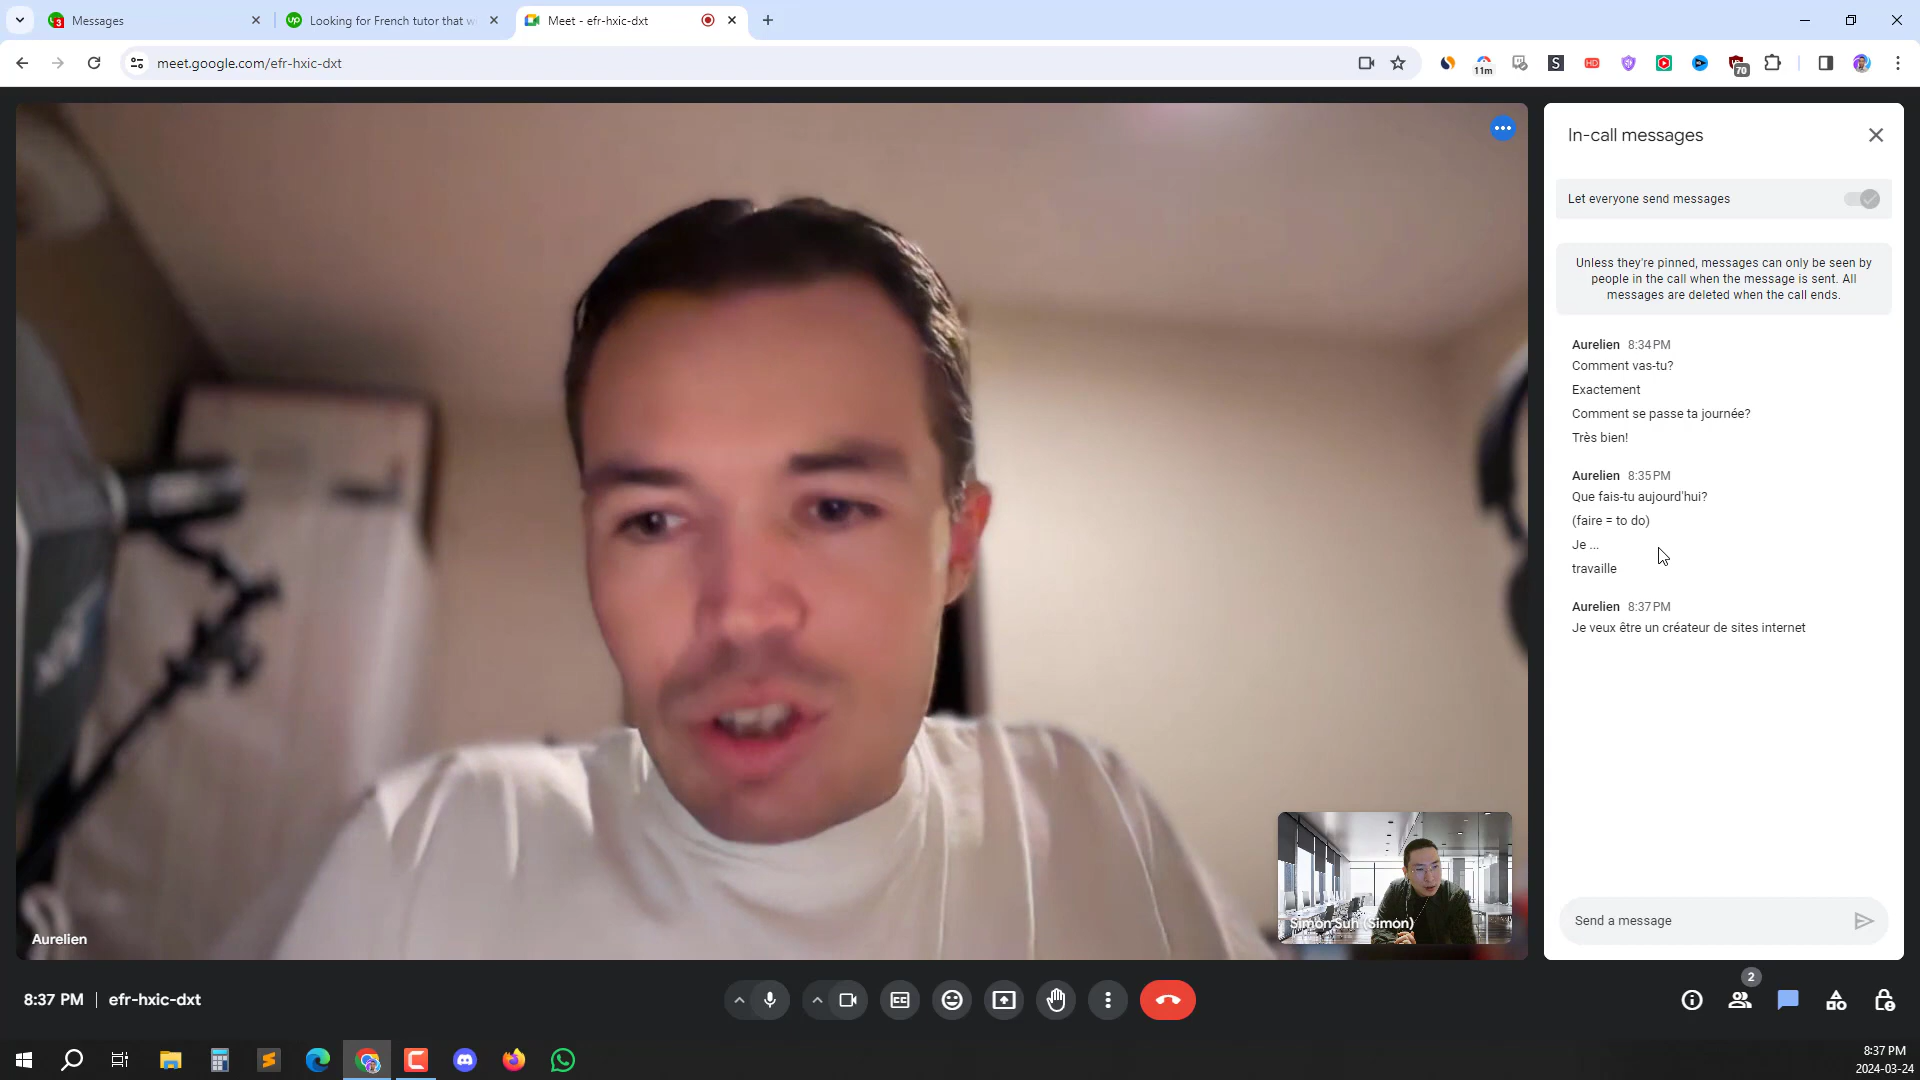 Messages
Looking for French tutor that w
Meet - efr-hxic-dxt
meet.google.com/efr-hxic-dxt
11m
70
In-call messages
Let everyone send messages
Unless they're pinned, messages can only be seen by
people in the call when the message is sent. All
messages are deleted when the call ends.
Aurelien 8:34 PM
Comment vas-tu?
Exactement
Comment se passe ta journée?
Très bien!
Aurelien 8:35 PM
Que fais-tu aujourd'hui?
(faire = to do)
Je ...
travaille
Aurelien 8:37 PM
Je veux être un créateur de sites internet
Send a message
Aurelien
Simon Suh (Simon)
8:37 PM | efr-hxic-dxt
2
8:37 PM
2024-03-24